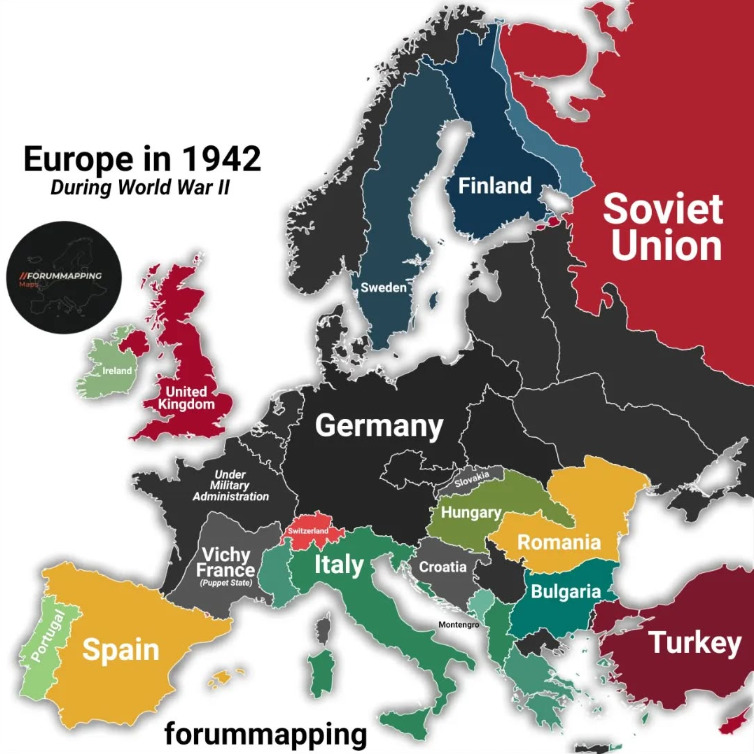 Europe in 1942
During World War II
//FORUMMAPPING
Maps
Finland
Soviet
Union
Sweden
Ireland
United
Kingdom
Germany
Under
Military
Administration
Slovakia
Hungary
Switzerland
Vichy
France
(Puppet State)
Italy
Croatia
Romania
Bulgaria
Montengro
Portugal
Spain
Turkey
forummapping